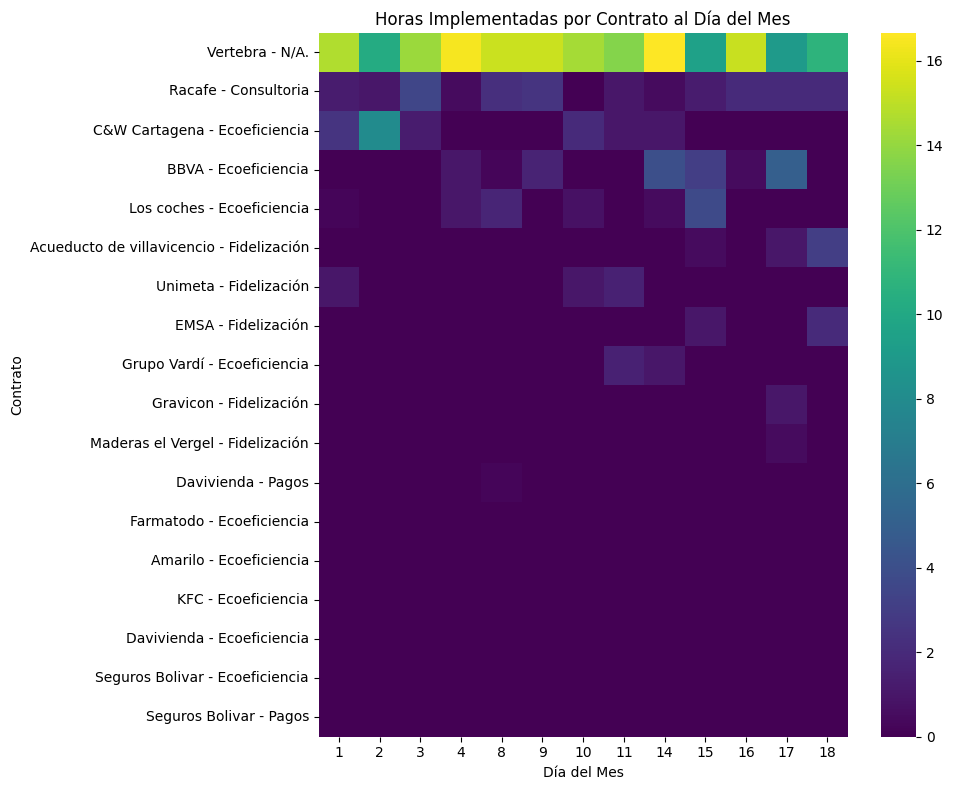 Horas Implementadas por Contrato al Día del Mes
Contrato
Vertebra - N/A.
Racafe - Consultoria
C&W Cartagena - Ecoeficiencia
BBVA - Ecoeficiencia
Los coches - Ecoeficiencia
Acueducto de villavicencio - Fidelización
Unimeta - Fidelización
EMSA - Fidelización
Grupo Vardí - Ecoeficiencia
Gravicon - Fidelización
Maderas el Vergel - Fidelización
Davivienda - Pagos
Farmatodo - Ecoeficiencia
Amarilo - Ecoeficiencia
KFC - Ecoeficiencia
Davivienda - Ecoeficiencia
Seguros Bolivar - Ecoeficiencia
Seguros Bolivar - Pagos
1 2 3 4 8 9 10 11 14 15 16 17 18
Día del Mes
16
14
12
10
8
6
4
2
0